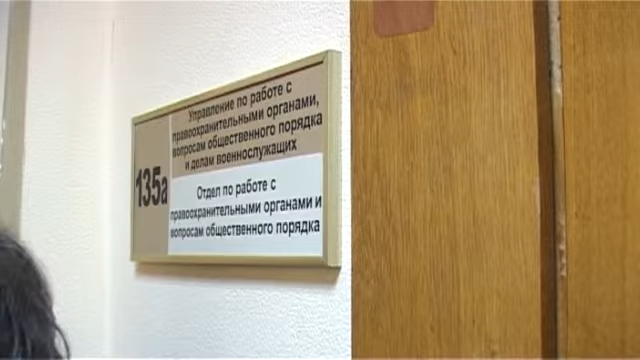 Управление по работе с
правоохранительными органами,
вопросам общественного порядка
и делам военнослужащих
135а
Отдел по работе с
правоохранительными органами и
вопросам общественного порядка